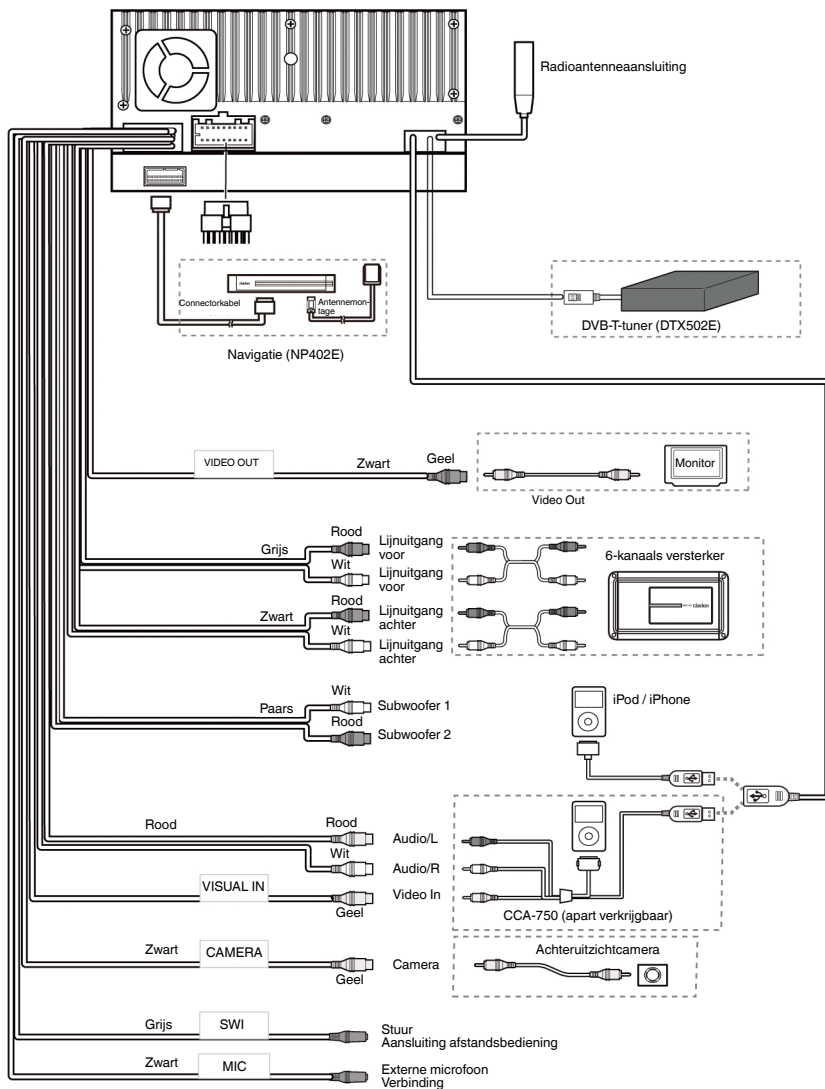 Radioantenneaansluiting
clarion
Connectorkabel
Antennemon-
tage
Navigatie (NP402E)
DVB-T-tuner (DTX502E)
VIDEO OUT
Zwart
Geel
Monitor
Video Out
Grijs
Rood
Lijnuitgang
voor
Wit
Lijnuitgang
voor
Zwart
Rood
Lijnuitgang
achter
Wit
Lijnuitgang
achter
6-kanaals versterker
clarion
Paars
Wit
Subwoofer 1
Rood
Subwoofer 2
iPod / iPhone
Rood
Rood
Audio/L
Wit
Audio/R
VISUAL IN
Geel
Video In
CCA-750 (apart verkrijgbaar)
Zwart
CAMERA
Geel
Camera
Achteruitzichtcamera
Grijs
SWI
Stuur
Aansluiting afstandsbediening
Zwart
MIC
Externe microfoon
Verbinding